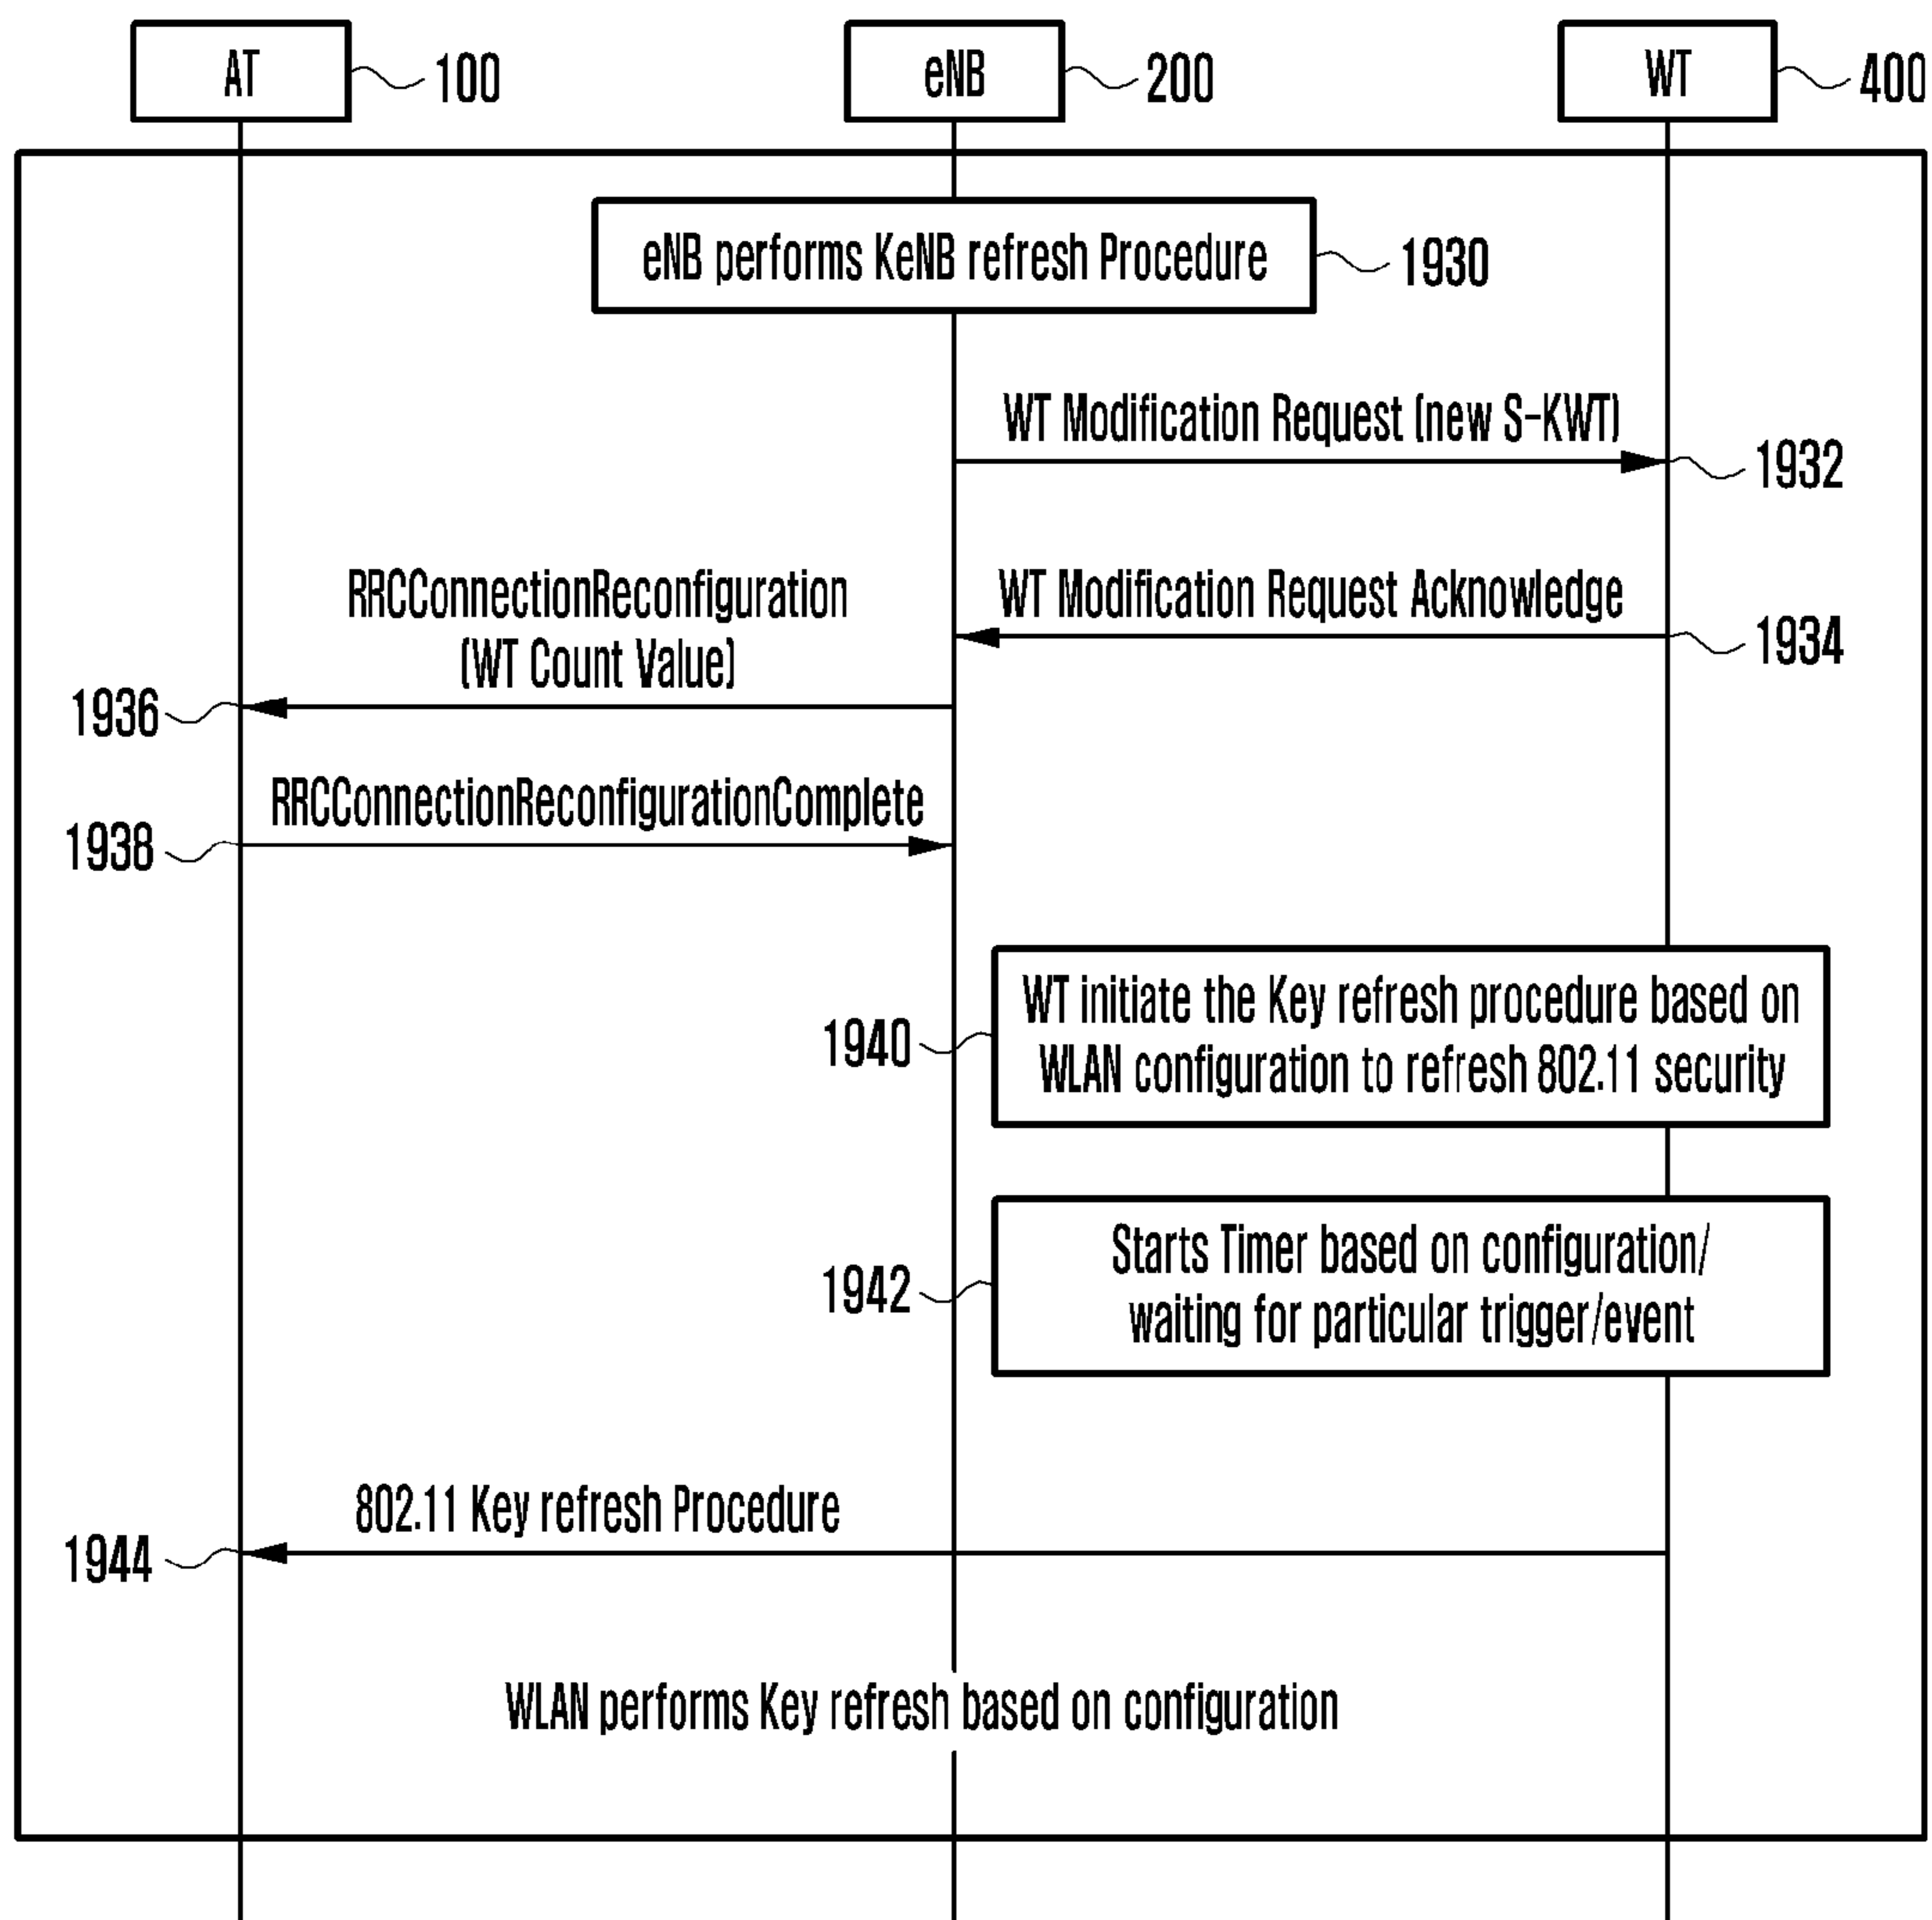 AT
100
eNB
200
WT
400
eNB performs KeNB refresh Procedure
1930
WT Modification Request (new S-KWT)
1932
RRCConnectionReconfiguration
(WT Count Value)
WT Modification Request Acknowledge
1934
1936
RRCConnectionReconfigurationComplete
1938
WT initiate the Key refresh procedure based on
WLAN configuration to refresh 802.11 security
1940
Starts Timer based on configuration/
waiting for particular trigger/event
1942
802.11 Key refresh Procedure
1944
WLAN performs Key refresh based on configuration